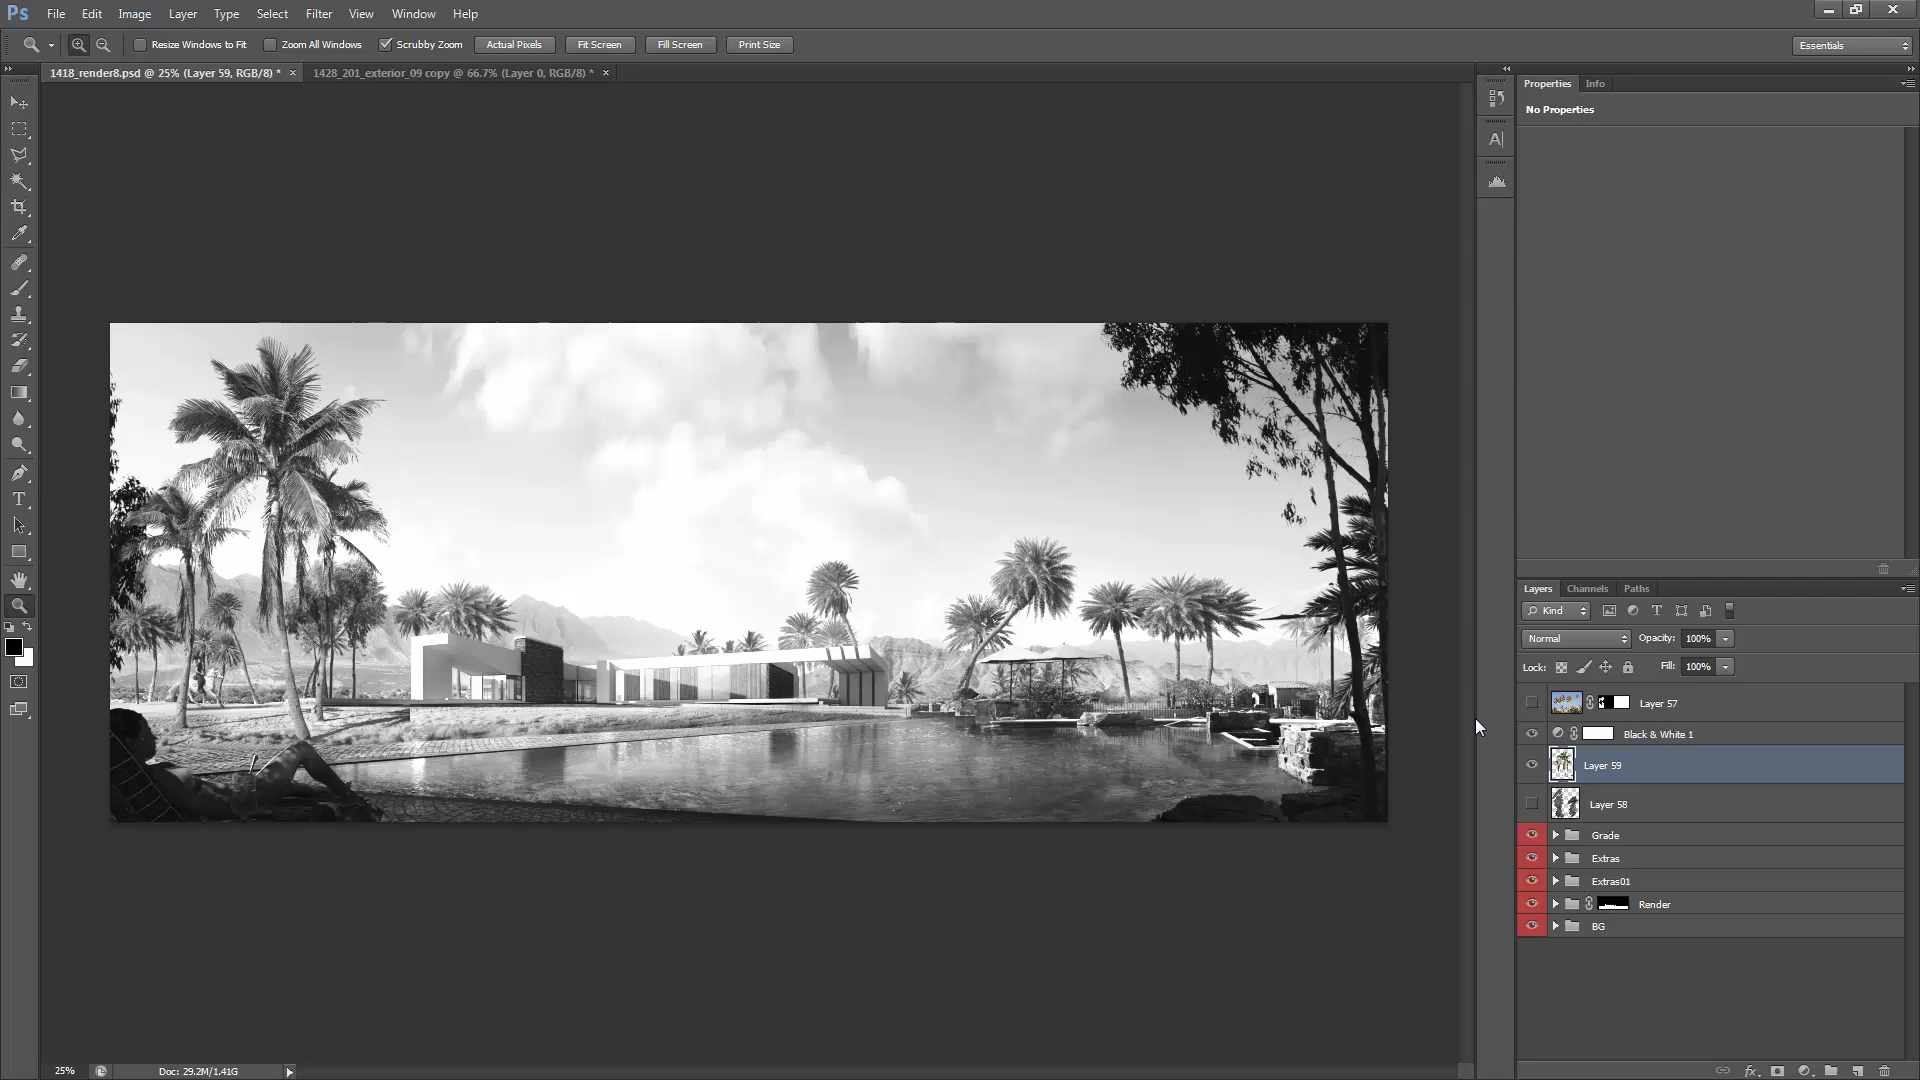 Ps File Edit Image Layer Type Select Filter View Window Help
Resize Windows to Fit Zoom All Windows Scrubby Zoom Actual Pixels Fit Screen Fill Screen Print Size Essentials
1418_render8.psd @ 25% (Layer 59, RGB/8) * × 1428_201_exterior_09 copy @ 66.7% (Layer 0, RGB/8) * ×
Properties Info
No Properties
Layers Channels Paths
Kind
Normal Opacity: 100%
Lock: Fill: 100%
Layer 57
Black & White 1
Layer 59
Layer 58
Grade
Extras
Extras01
Render
BG
25% Doc: 29.2M/1.41G